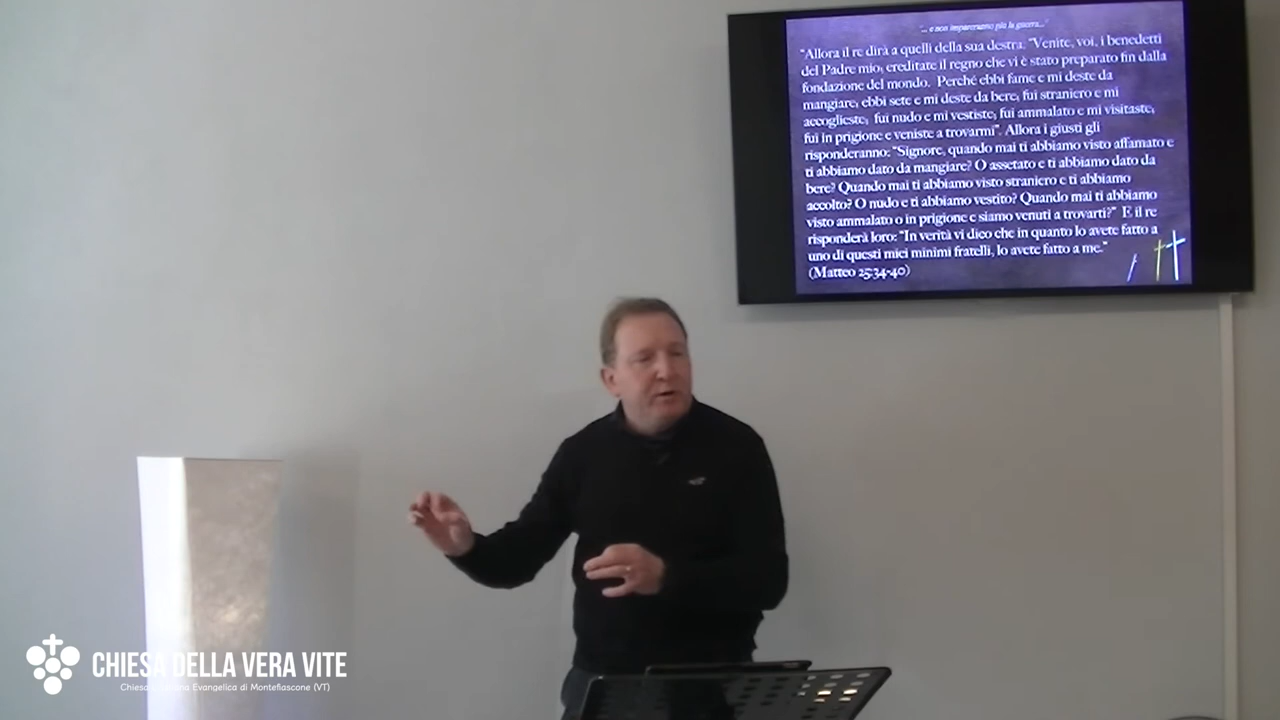 "... e non impareranno più la guerra..."
"Allora il re dirà a quelli della sua destra: "Venite, voi, i benedetti
del Padre mio; ereditate il regno che vi è stato preparato fin dalla
fondazione del mondo. Perché ebbi fame e mi deste da
mangiare; ebbi sete e mi deste da bere; fui straniero e mi
accoglieste; fui nudo e mi vestiste; fui ammalato e mi visitaste;
fui in prigione e veniste a trovarmi". Allora i giusti gli
risponderanno: "Signore, quando mai ti abbiamo visto affamato e
ti abbiamo dato da mangiare? O assetato e ti abbiamo dato da
bere? Quando mai ti abbiamo visto straniero e ti abbiamo
accolto? O nudo e ti abbiamo vestito? Quando mai ti abbiamo
visto ammalato o in prigione e siamo venuti a trovarti?" E il re
risponderà loro: "In verità vi dico che in quanto lo avete fatto a
uno di questi miei minimi fratelli, lo avete fatto a me."
(Matteo 25:34-40)
CHIESA DELLA VERA VITE
Chiesa Evangelica di Montefiascone (VT)